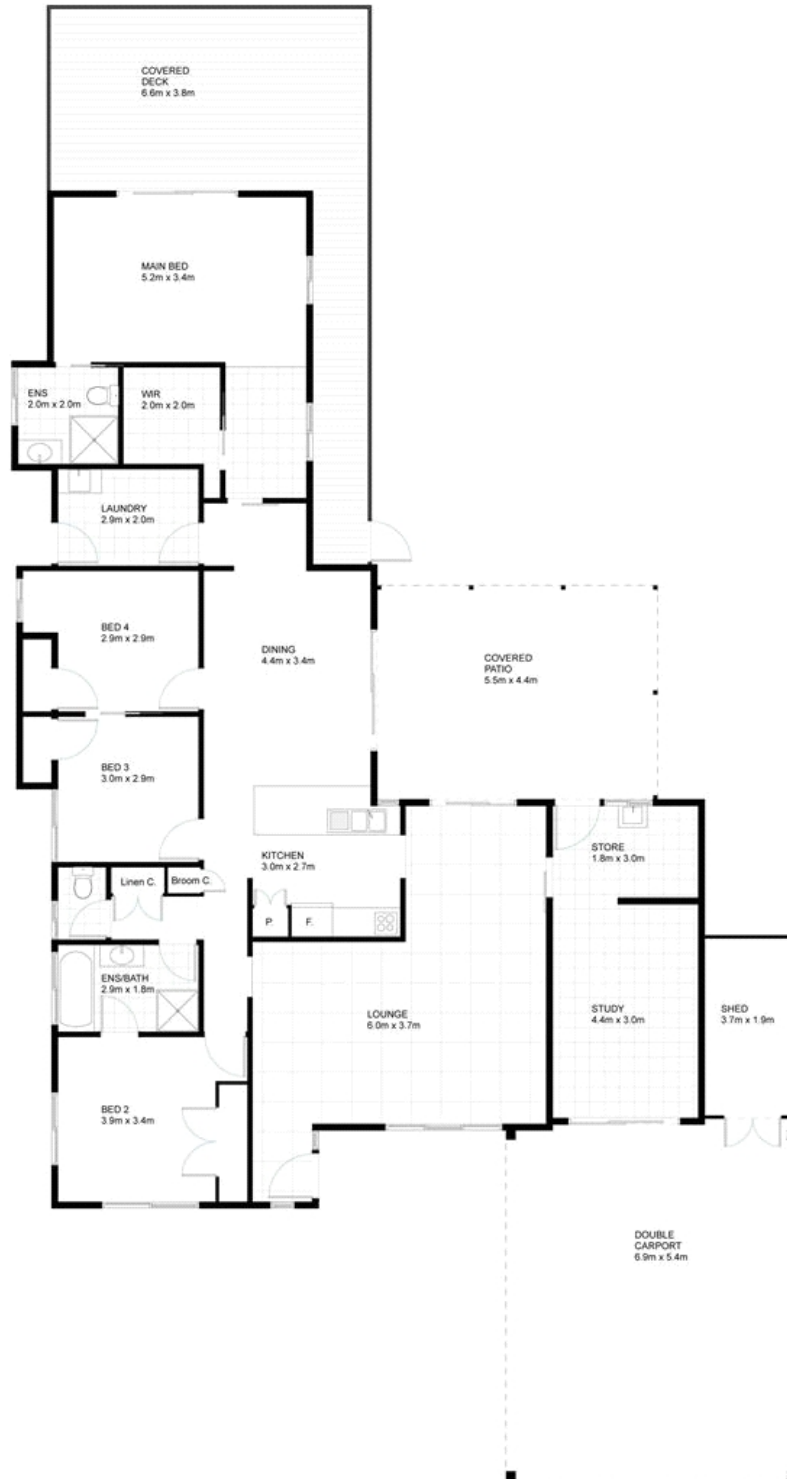 COVERED
DECK
6.6m x 3.8m
MAIN BED
5.2m x 3.4m
ENS
2.0m x 2.0m
WIR
2.0m x 2.0m
LAUNDRY
2.9m x 2.0m
BED 4
2.9m x 2.9m
DINING
4.4m x 3.4m
COVERED
PATIO
5.5m x 4.4m
BED 3
3.0m x 2.9m
STORE
1.8m x 3.0m
KITCHEN
3.0m x 2.7m
Linen C.
Broom C.
P.
F.
ENS/BATH
2.9m x 1.8m
LOUNGE
6.0m x 3.7m
STUDY
4.4m x 3.0m
SHED
3.7m x 1.9m
BED 2
3.9m x 3.4m
DOUBLE
CARPORT
6.9m x 5.4m